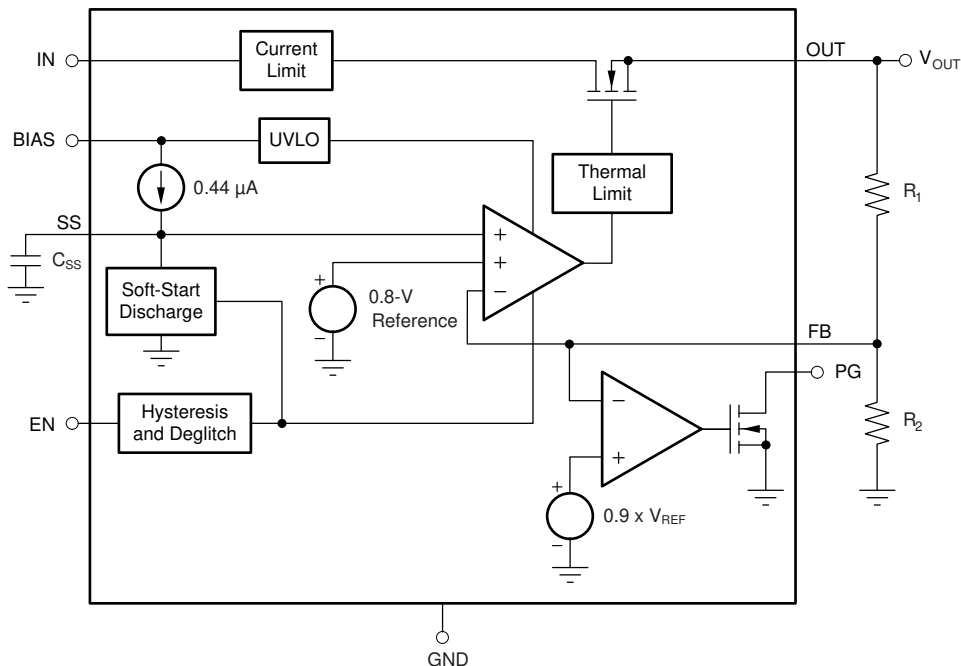 IN
Current
Limit
OUT
V_OUT
BIAS
UVLO
0.44 µA
Thermal
Limit
R_1
SS
C_SS
+
+
−
Soft-Start
Discharge
+
−
0.8-V
Reference
FB
PG
EN
Hysteresis
and Deglitch
−
+
R_2
+
−
0.9 x V_REF
GND